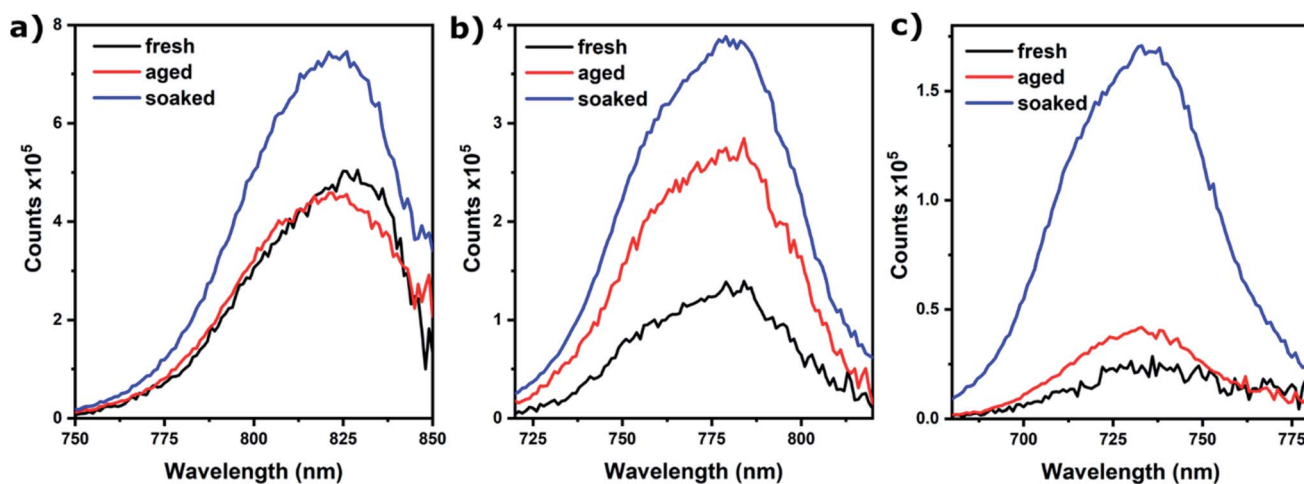 a)
fresh
aged
soaked
8
6
4
2
0
Counts x10⁵
750 775 800 825 850
Wavelength (nm)
b)
fresh
aged
soaked
4
3
2
1
0
Counts x10⁵
725 750 775 800
Wavelength (nm)
c)
fresh
aged
soaked
1.5
1.0
0.5
0.0
Counts x10⁵
700 725 750 775
Wavelength (nm)